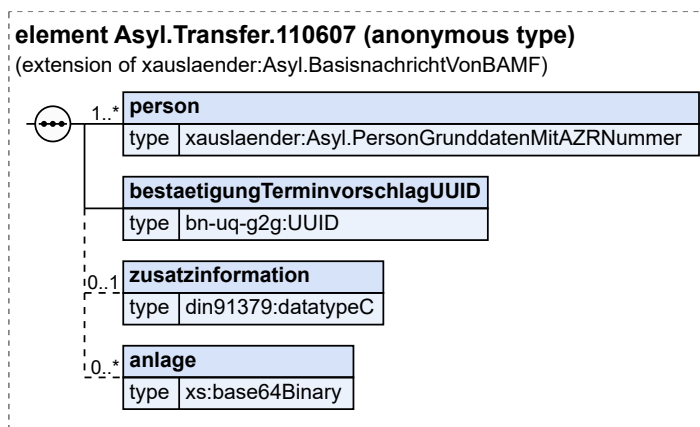 element Asyl.Transfer.110607 (anonymous type)
(extension of xauslaender:Asyl.BasisnachrichtVonBAMF)
1..* person
type xauslaender:Asyl.PersonGrunddatenMitAZRNummer
bestaetigungTerminvorschlagUUID
type bn-uq-g2g:UUID
0..1 zusatzinformation
type din91379:datatypeC
0..* anlage
type xs:base64Binary